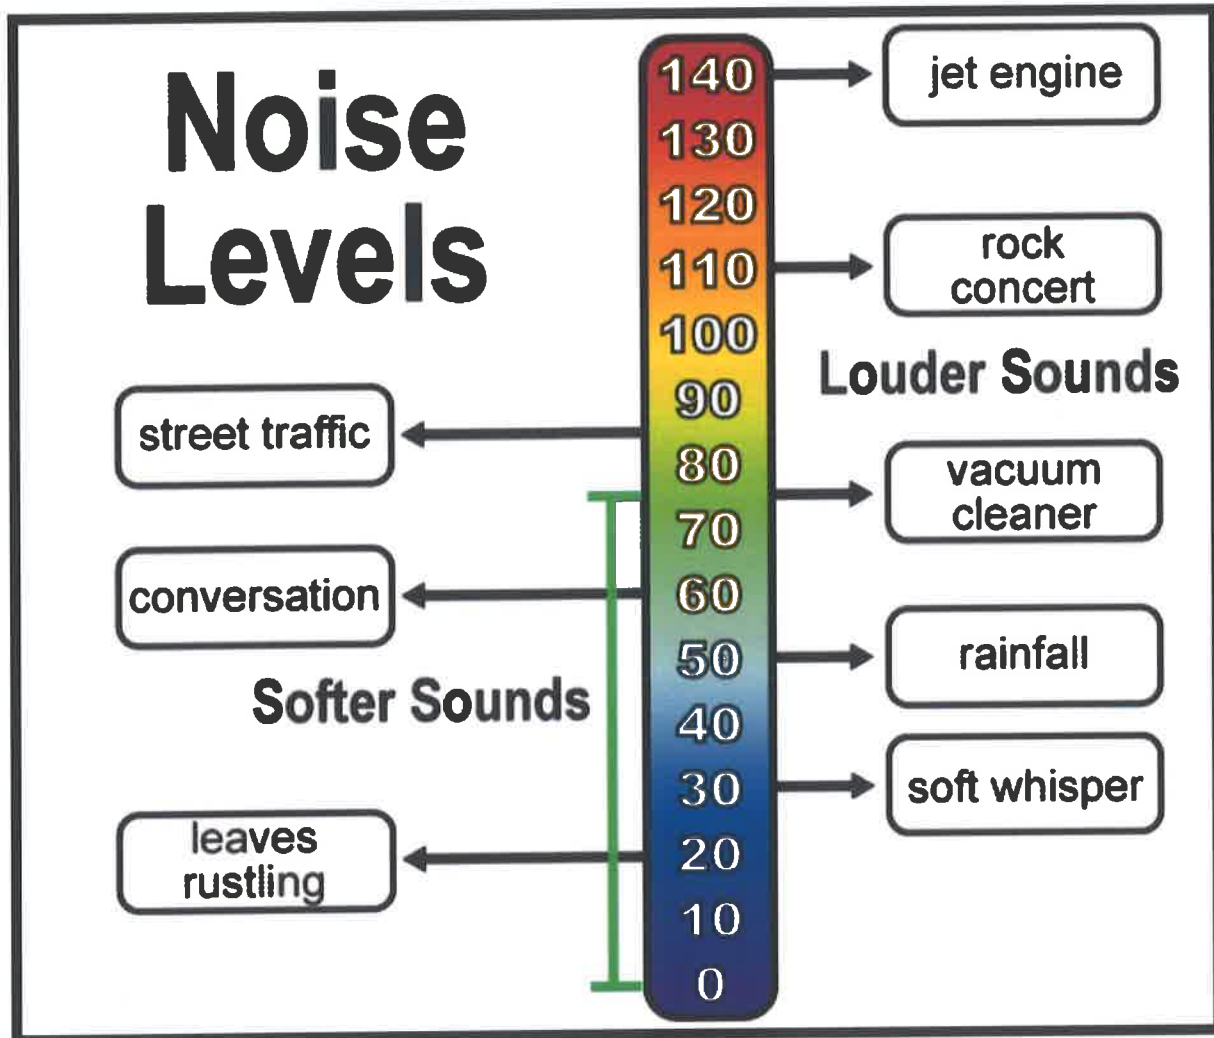 Noise
Levels
140
130
120
110
100
90
80
70
60
50
40
30
20
10
0
jet engine
rock
concert
Louder Sounds
street traffic
vacuum
cleaner
conversation
rainfall
Softer Sounds
soft whisper
leaves
rustling